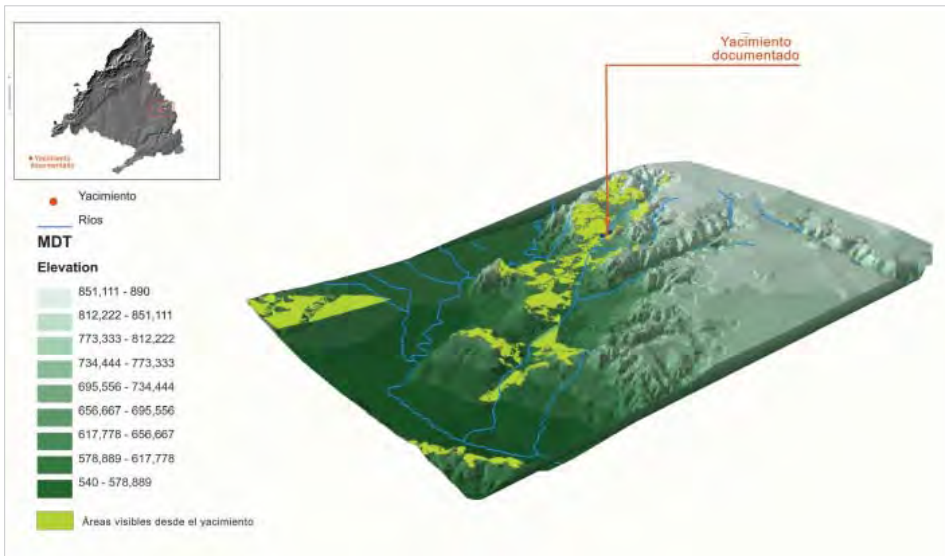 Yacimiento
documentado
Yacimiento
documentado
Yacimiento
Ríos
MDT
Elevation
851,111 - 890
812,222 - 851,111
773,333 - 812,222
734,444 - 773,333
695,556 - 734,444
656,667 - 695,556
617,778 - 656,667
578,889 - 617,778
540 - 578,889
Áreas visibles desde el yacimiento